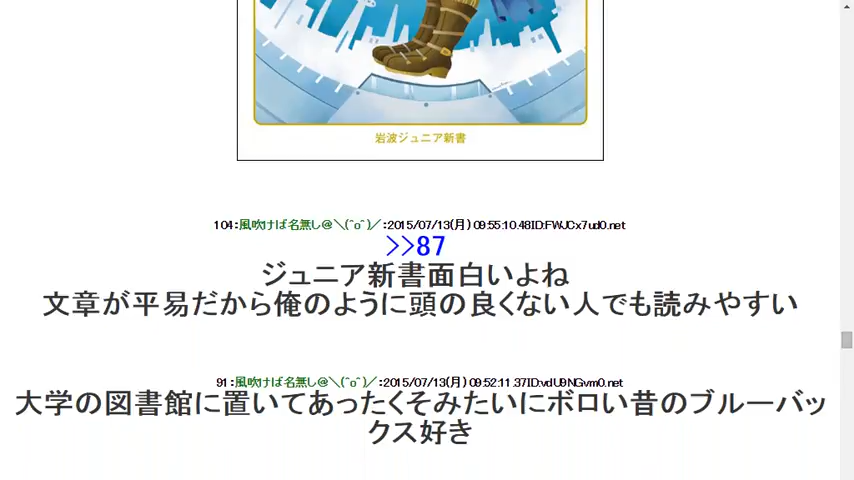 岩波ジュニア新書
104:風吹けば名無し@＼(^o^)／:2015/07/13(月) 09:55:10.48ID:FWJCx7ud0.net
>>87
ジュニア新書面白いよね
文章が平易だから俺のように頭の良くない人でも読みやすい
91:風吹けば名無し@＼(^o^)／:2015/07/13(月) 09:52:11.37ID:vdU9NGvm0.net
大学の図書館に置いてあったくそみたいにボロい昔のブルーバッ
クス好き